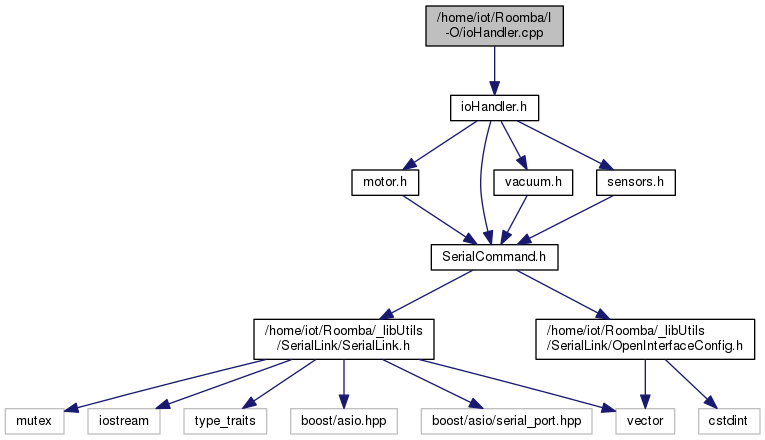 /home/iot/Roomba/I
-O/ioHandler.cpp
ioHandler.h
motor.h
vacuum.h
sensors.h
SerialCommand.h
/home/iot/Roomba/_libUtils
/SerialLink/SerialLink.h
/home/iot/Roomba/_libUtils
/SerialLink/OpenInterfaceConfig.h
mutex
iostream
type_traits
boost/asio.hpp
boost/asio/serial_port.hpp
vector
cstdint